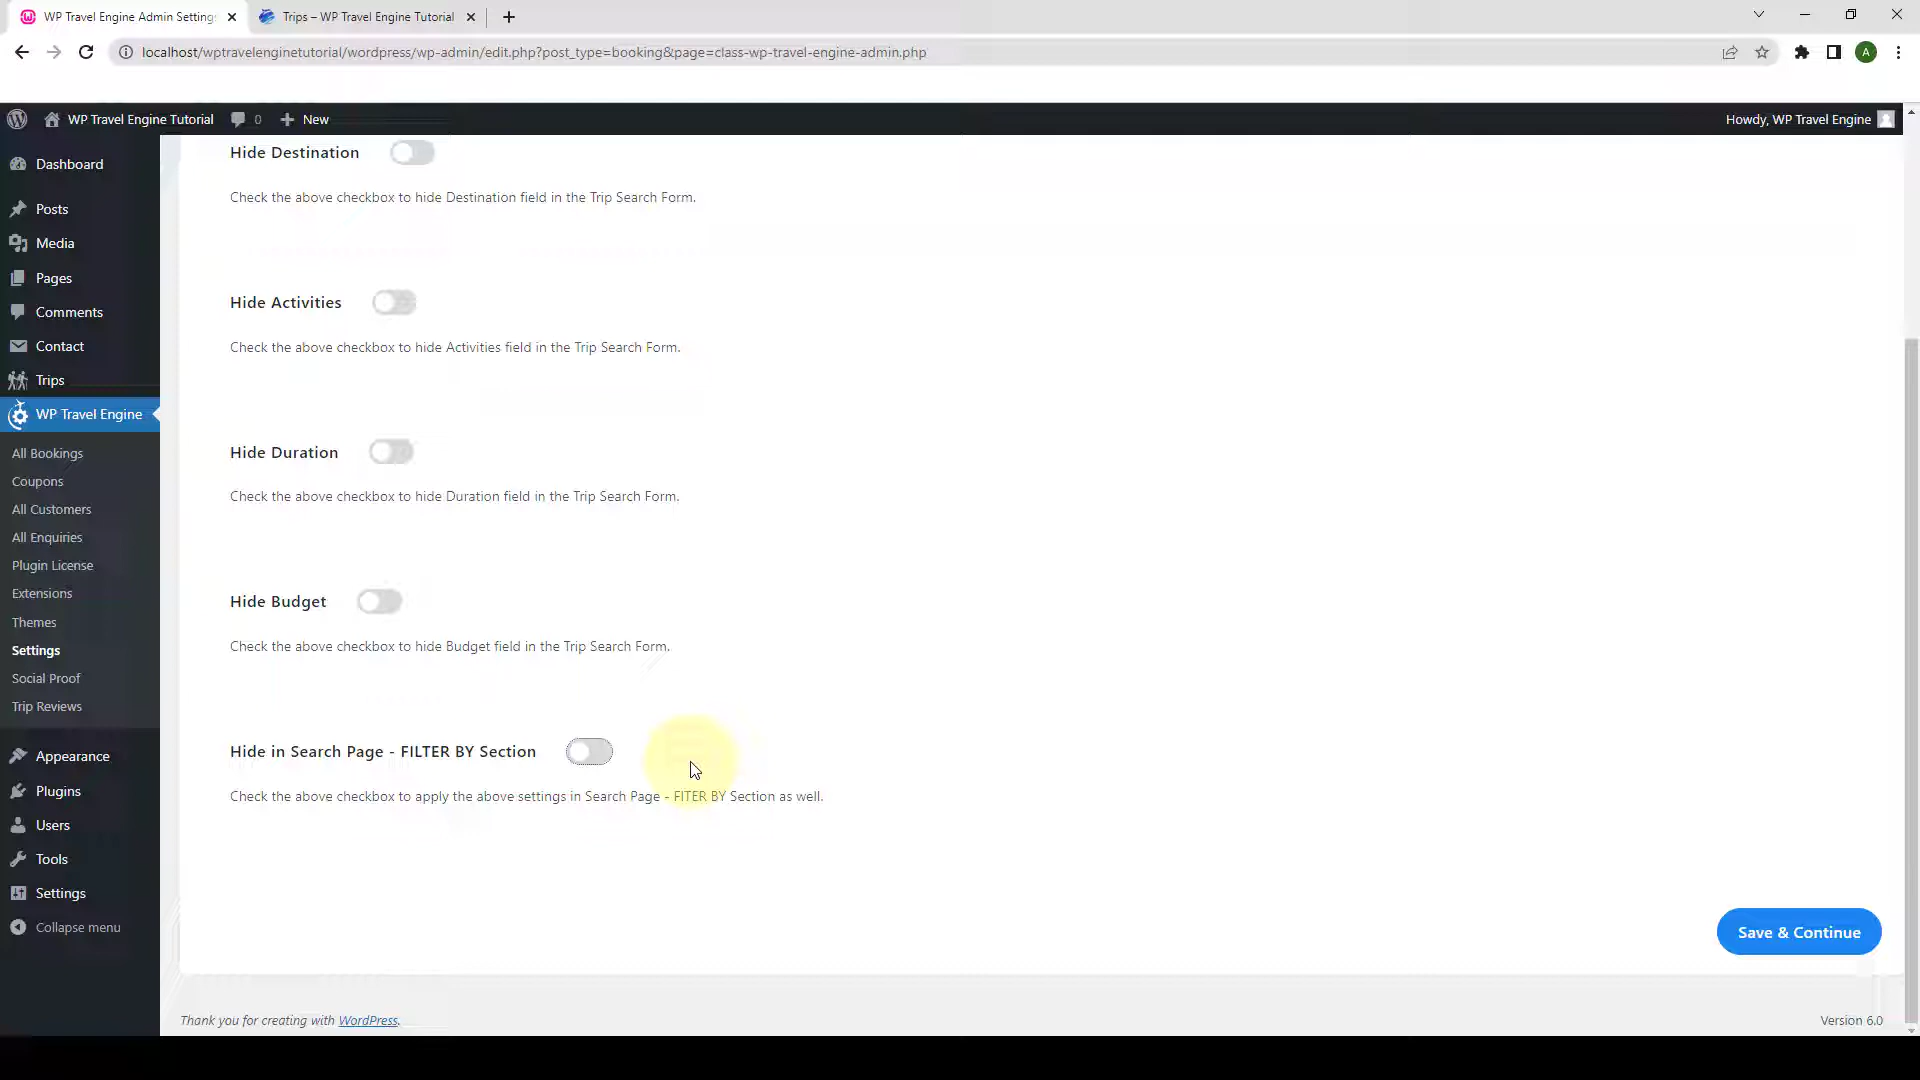 WP Travel Engine Admin Settings
Trips – WP Travel Engine Tutorial
localhost/wptravelenginetutorial/wordpress/wp-admin/edit.php?post_type=booking&page=class-wp-travel-engine-admin.php
A
WP Travel Engine Tutorial
0
New
Howdy, WP Travel Engine
Dashboard
Posts
Media
Pages
Comments
Contact
Trips
WP Travel Engine
All Bookings
Coupons
All Customers
All Enquiries
Plugin License
Extensions
Themes
Settings
Social Proof
Trip Reviews
Appearance
Plugins
Users
Tools
Settings
Collapse menu
Hide Destination
Check the above checkbox to hide Destination field in the Trip Search Form.
Hide Activities
Check the above checkbox to hide Activities field in the Trip Search Form.
Hide Duration
Check the above checkbox to hide Duration field in the Trip Search Form.
Hide Budget
Check the above checkbox to hide Budget field in the Trip Search Form.
Hide in Search Page - FILTER BY Section
Check the above checkbox to apply the above settings in Search Page - FITER BY Section as well.
Save & Continue
Thank you for creating with WordPress.
Version 6.0